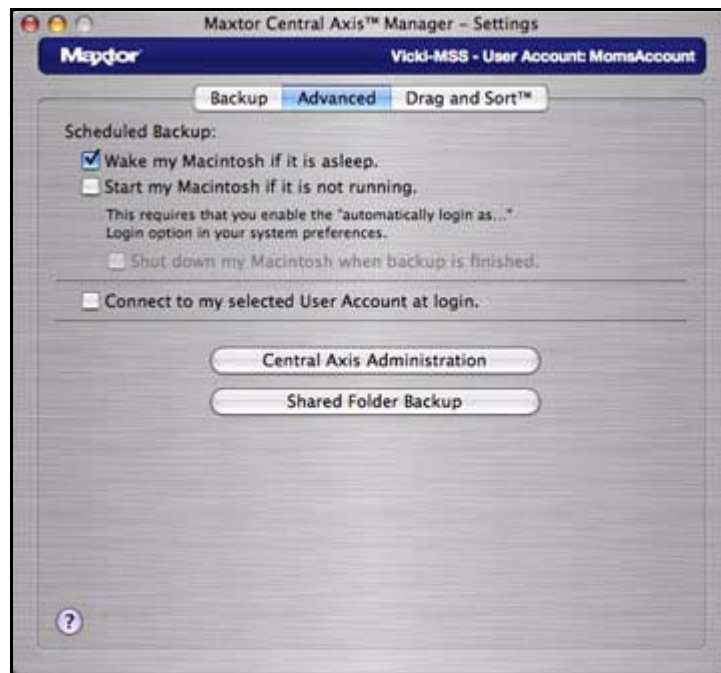 Maxtor Central Axis™ Manager – Settings
Maxtor
Vicki-MSS - User Account: MomsAccount
Backup Advanced Drag and Sort™
Scheduled Backup:
Wake my Macintosh if it is asleep.
Start my Macintosh if it is not running.
This requires that you enable the "automatically login as..."
Login option in your system preferences.
Shut down my Macintosh when backup is finished.
Connect to my selected User Account at login.
Central Axis Administration
Shared Folder Backup
?